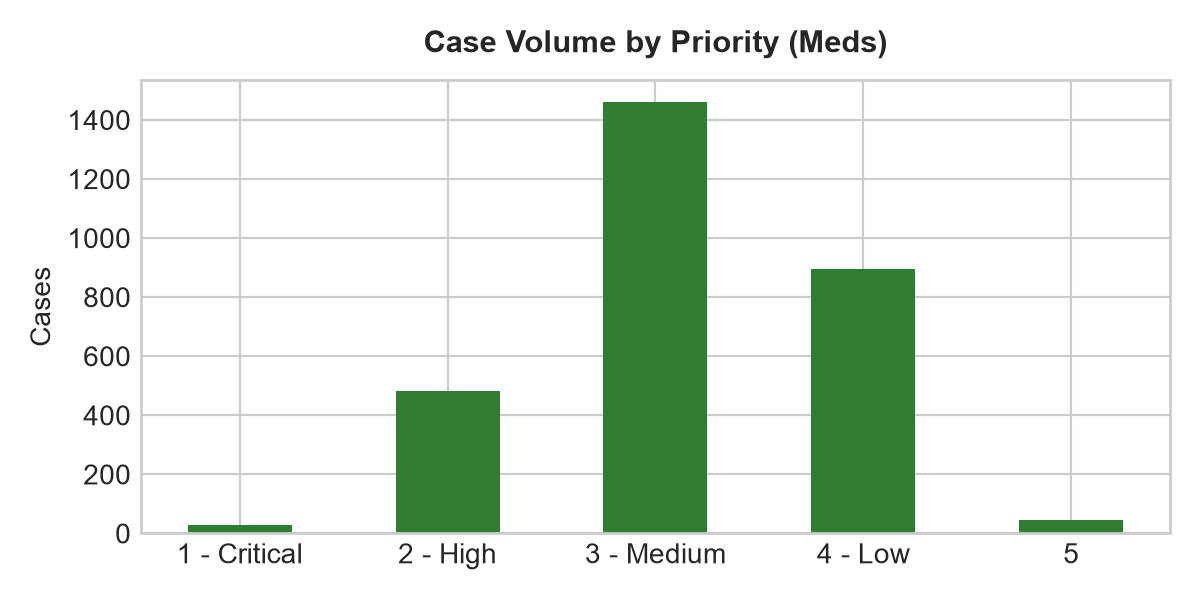 Case Volume by Priority (Meds)
Cases
1400
1200
1000
800
600
400
200
0
1 - Critical
2 - High
3 - Medium
4 - Low
5